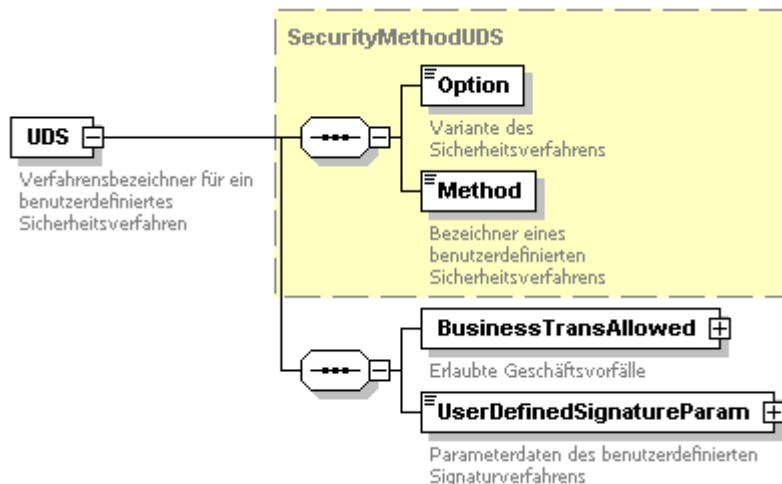 SecurityMethodUDS
Option
Variante des
Sicherheitsverfahrens
UDS
Verfahrensbezeichner für ein
benutzerdefiniertes
Sicherheitsverfahren
Method
Bezeichner eines
benutzerdefinierten
Sicherheitsverfahrens
BusinessTransAllowed
Erlaubte Geschäftsvorfälle
UserDefinedSignatureParam
Parameterdaten des benutzerdefinierten
Signaturverfahrens